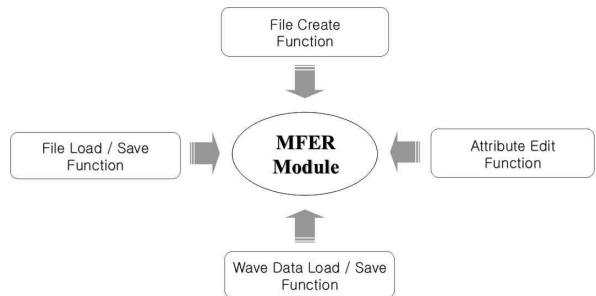 File Create
Function
File Load / Save
Function
MFER
Module
Attribute Edit
Function
Wave Data Load / Save
Function